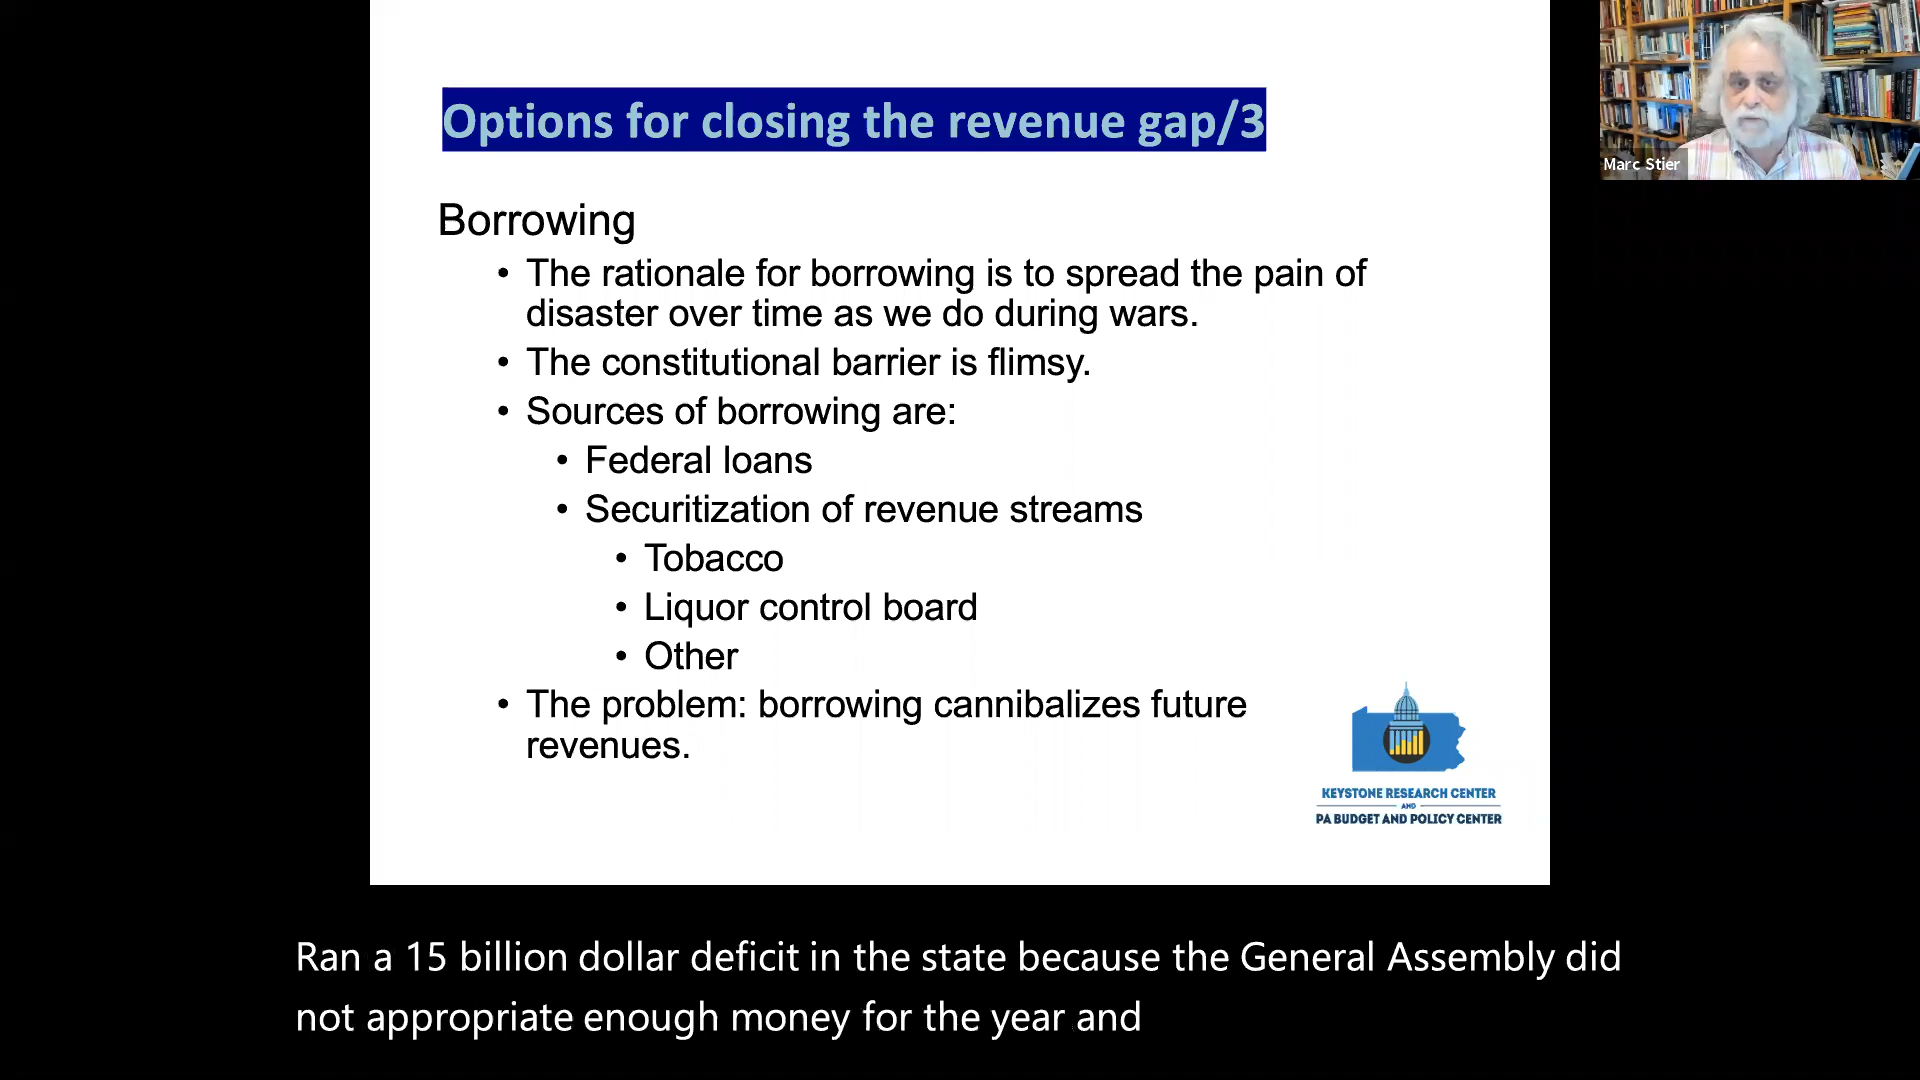 Options for closing the revenue gap/3
Marc Stier
Borrowing
• The rationale for borrowing is to spread the pain of
disaster over time as we do during wars.
• The constitutional barrier is flimsy.
• Sources of borrowing are:
• Federal loans
• Securitization of revenue streams
• Tobacco
• Liquor control board
• Other
• The problem: borrowing cannibalizes future
revenues.
KEYSTONE RESEARCH CENTER
AND
PA BUDGET AND POLICY CENTER
Ran a 15 billion dollar deficit in the state because the General Assembly did
not appropriate enough money for the year and